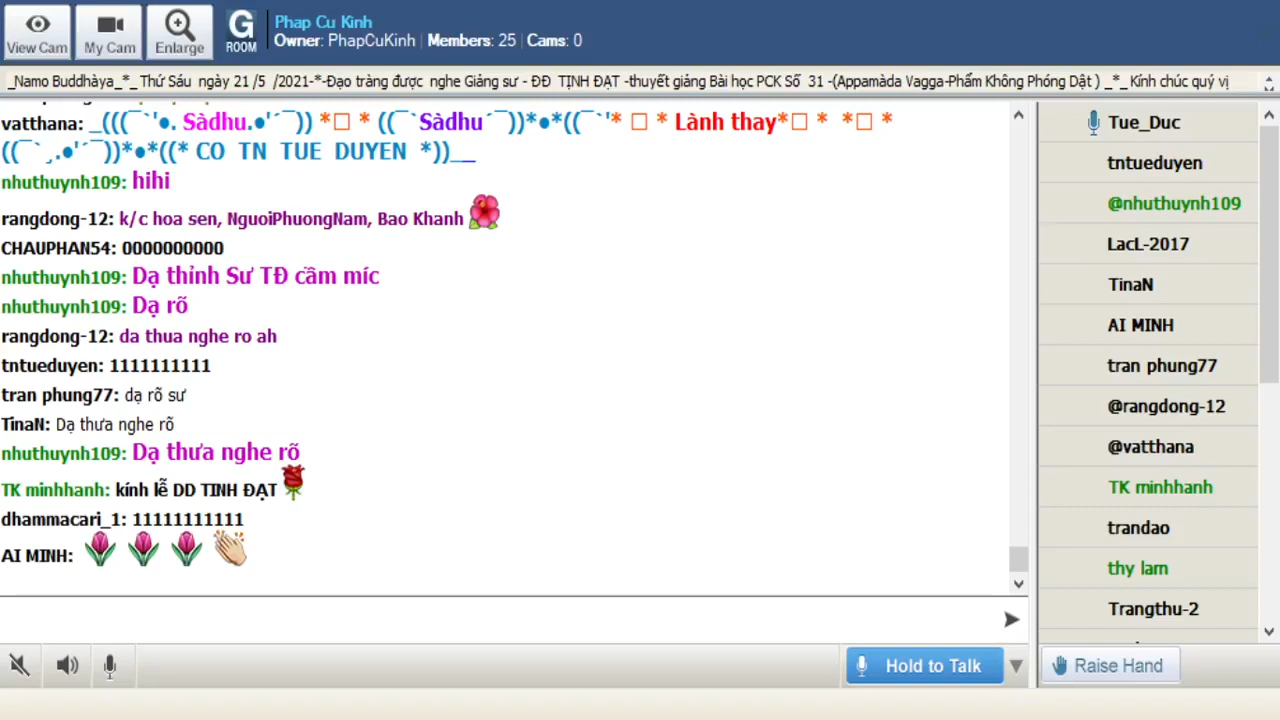 View Cam
My Cam
Enlarge
G
ROOM
Phap Cu Kinh
Owner: PhapCuKinh | Members: 25 | Cams: 0
_Namo Buddhàya_*_ Thứ Sáu ngày 21 /5 /2021-*-Đạo tràng được nghe Giảng sư - ĐĐ TỊNH ĐẠT -thuyết giảng Bài học PCK Số 31 -(Appamàda Vagga-Phẩm Không Phóng Dật ) _*_ Kính chúc quý vị
vatthana: _(((¯`'●. Sàdhu.●'´¯)) *□ * ((¯`Sàdhu´¯))*●*((¯`'* □ * Lành thay*□ * *□ *
((¯`¸.●'´¯))*●*((* CO TN TUE DUYEN *))__
nhuthuynh109: hihi
rangdong-12: k/c hoa sen, NguoiPhuongNam, Bao Khanh
CHAUPHAN54: 0000000000
nhuthuynh109: Dạ thỉnh Sư TĐ cầm míc
nhuthuynh109: Dạ rõ
rangdong-12: da thua nghe ro ah
tntueduyen: 1111111111
tran phung77: dạ rõ sư
TinaN: Dạ thưa nghe rõ
nhuthuynh109: Dạ thưa nghe rõ
TK minhhanh: kính lễ DD TINH ĐẠT
dhammacari_1: 11111111111
AI MINH:
Tue_Duc
tntueduyen
@nhuthuynh109
LacL-2017
TinaN
AI MINH
tran phung77
@rangdong-12
@vatthana
TK minhhanh
trandao
thy lam
Trangthu-2
Hold to Talk
Raise Hand